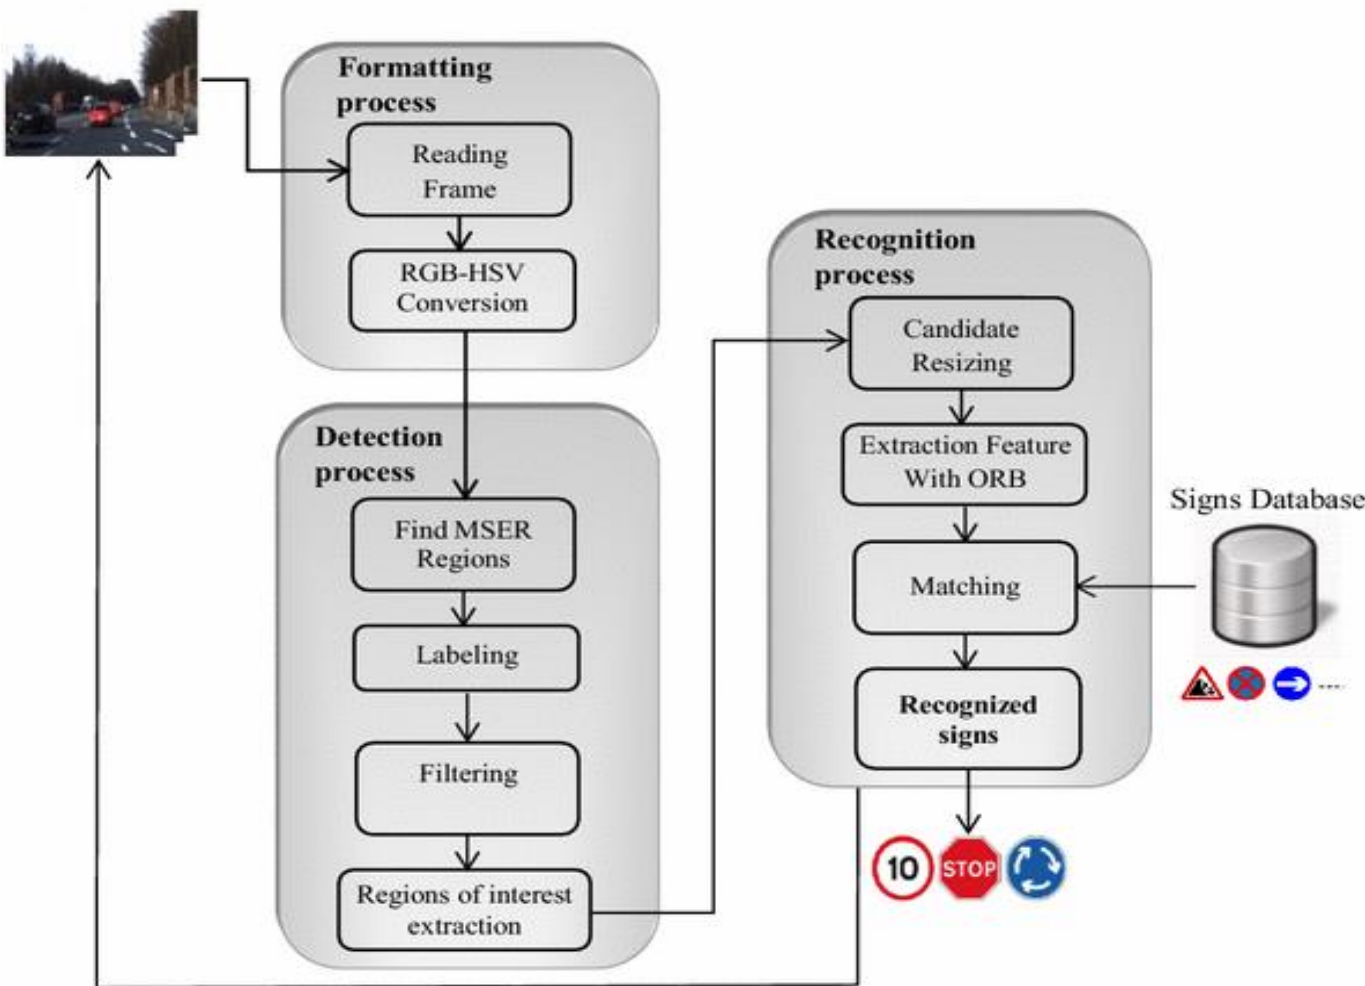 Formatting
process
Reading
Frame
RGB-HSV
Conversion
Detection
process
Find MSER
Regions
Labeling
Filtering
Regions of interest
extraction
Recognition
process
Candidate
Resizing
Extraction Feature
With ORB
Matching
Recognized
signs
Signs Database
10
STOP